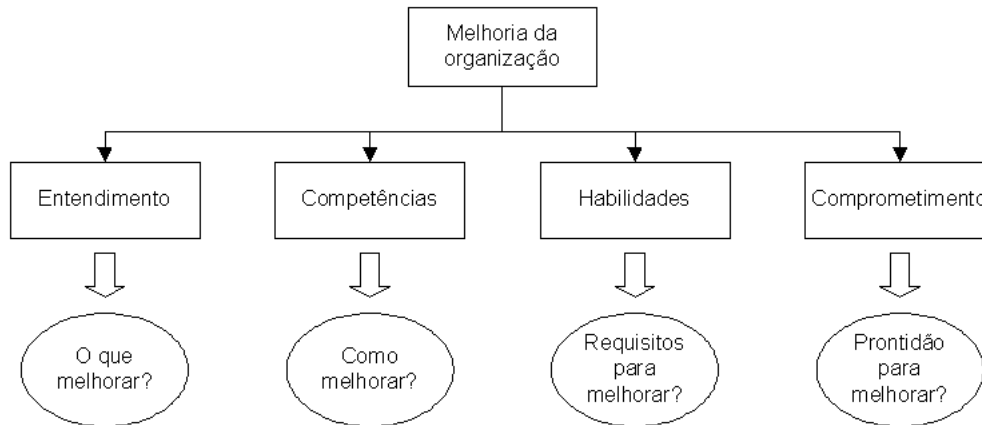 Melhoria da
organização
Entendimento
Competências
Habilidades
Comprometimento
O que
melhorar?
Como
melhorar?
Requisitos
para
melhorar?
Prontidão
para
melhorar?